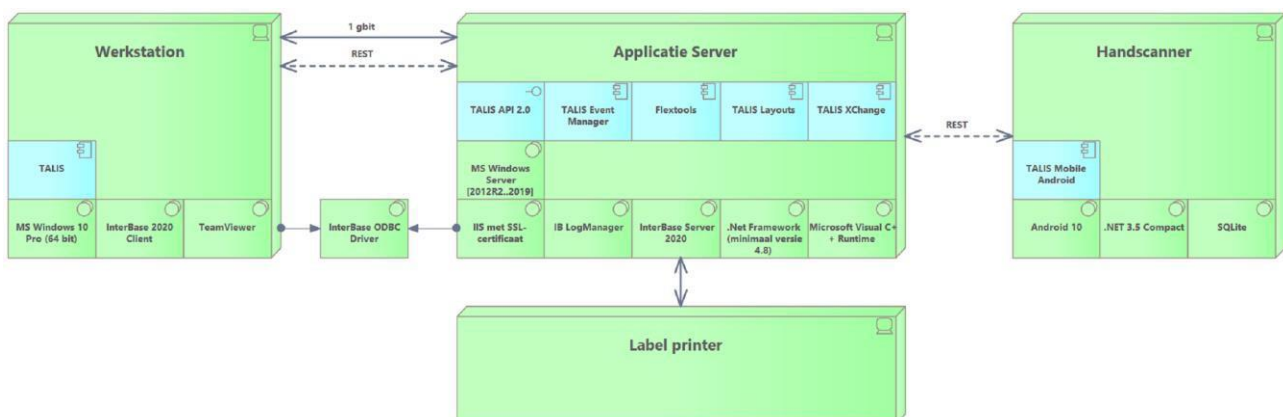 Werkstation
1 gbit
REST
Applicatie Server
Handscanner
TALIS API 2.0
TALIS Event
Manager
Flextools
TALIS Layouts
TALIS XChange
REST
TALIS
MS Windows
Server
[2012R2..2019]
TALIS Mobile
Android
MS Windows 10
Pro (64 bit)
InterBase 2020
Client
TeamViewer
InterBase ODBC
Driver
IIS met SSL-
certificaat
IB LogManager
InterBase Server
2020
.Net Framework
(minimaal versie
4.8)
Microsoft Visual C+
+ Runtime
Android 10
.NET 3.5 Compact
SQLite
Label printer